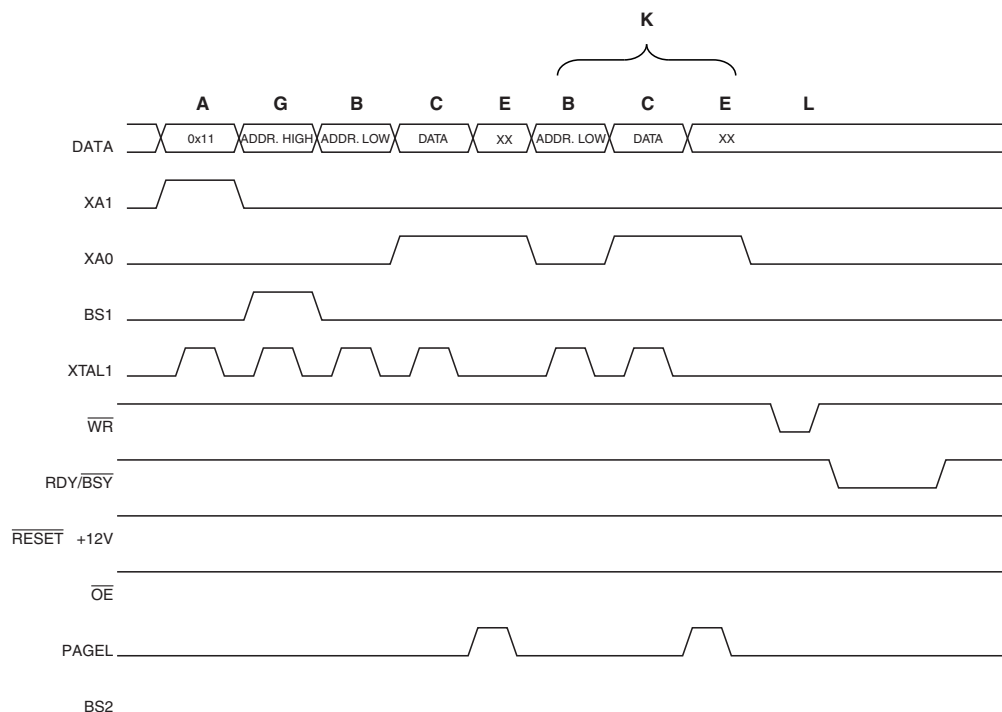 K
A G B C E B C E L
DATA 0x11 ADDR. HIGH ADDR. LOW DATA XX ADDR. LOW DATA XX
XA1
XA0
BS1
XTAL1
WR
RDY/BSY
RESET +12V
OE
PAGEL
BS2